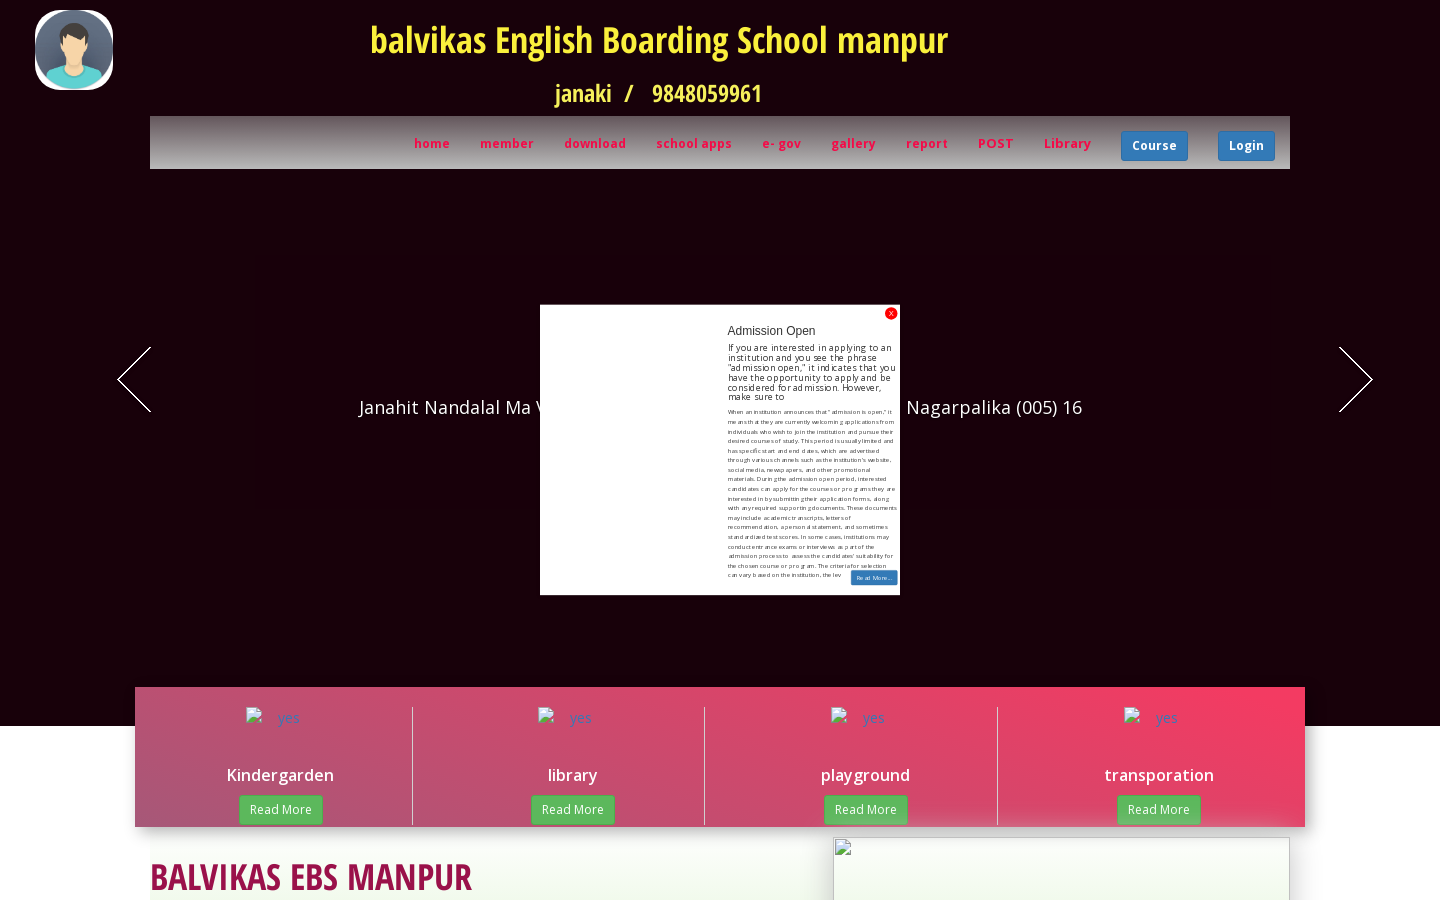 balvikas English Boarding School manpur
janaki / 9848059961
home member download school apps e- gov gallery report POST Library Course Login
X
Admission Open
If you are interested in applying to an
institution and you see the phrase
"admission open," it indicates that you
have the opportunity to apply and be
considered for admission. However,
make sure to
When an institution announces that "admission is open," it
means that they are currently welcoming applications from
individuals who wish to join the institution and pursue their
desired courses of study. This period is usually limited and
has specific start and end dates, which are advertised
through various channels such as the institution's website,
social media, newspapers, and other promotional
materials. During the admission open period, interested
candidates can apply for the courses or programs they are
interested in by submitting their application forms, along
with any required supporting documents. These documents
may include academic transcripts, letters of
recommendation, a personal statement, and sometimes
standardized test scores. In some cases, institutions may
conduct entrance exams or interviews as part of the
admission process to assess the candidates' suitability for
the chosen course or program. The criteria for selection
can vary based on the institution, the lev
Read More...
Janahit Nandalal Ma V Nagarpalika (005) 16
yes yes yes yes
Kindergarden library playground transporation
Read More Read More Read More Read More
BALVIKAS EBS MANPUR